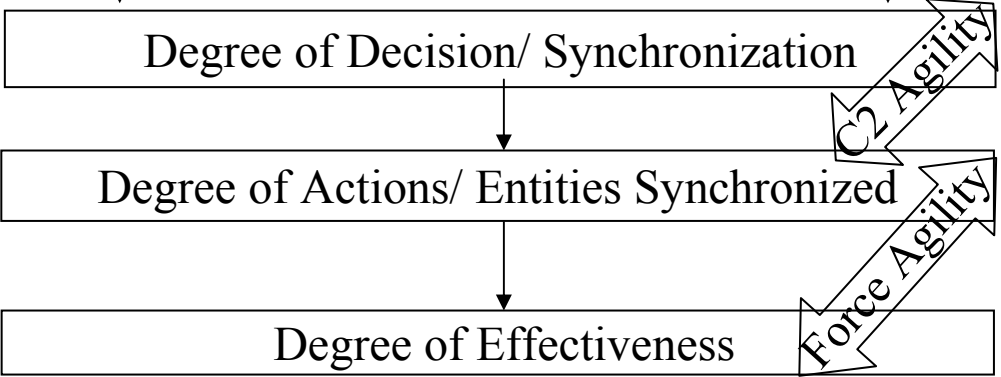 Degree of Decision/ Synchronization
C2 Agility
Degree of Actions/ Entities Synchronized
Force Agility
Degree of Effectiveness